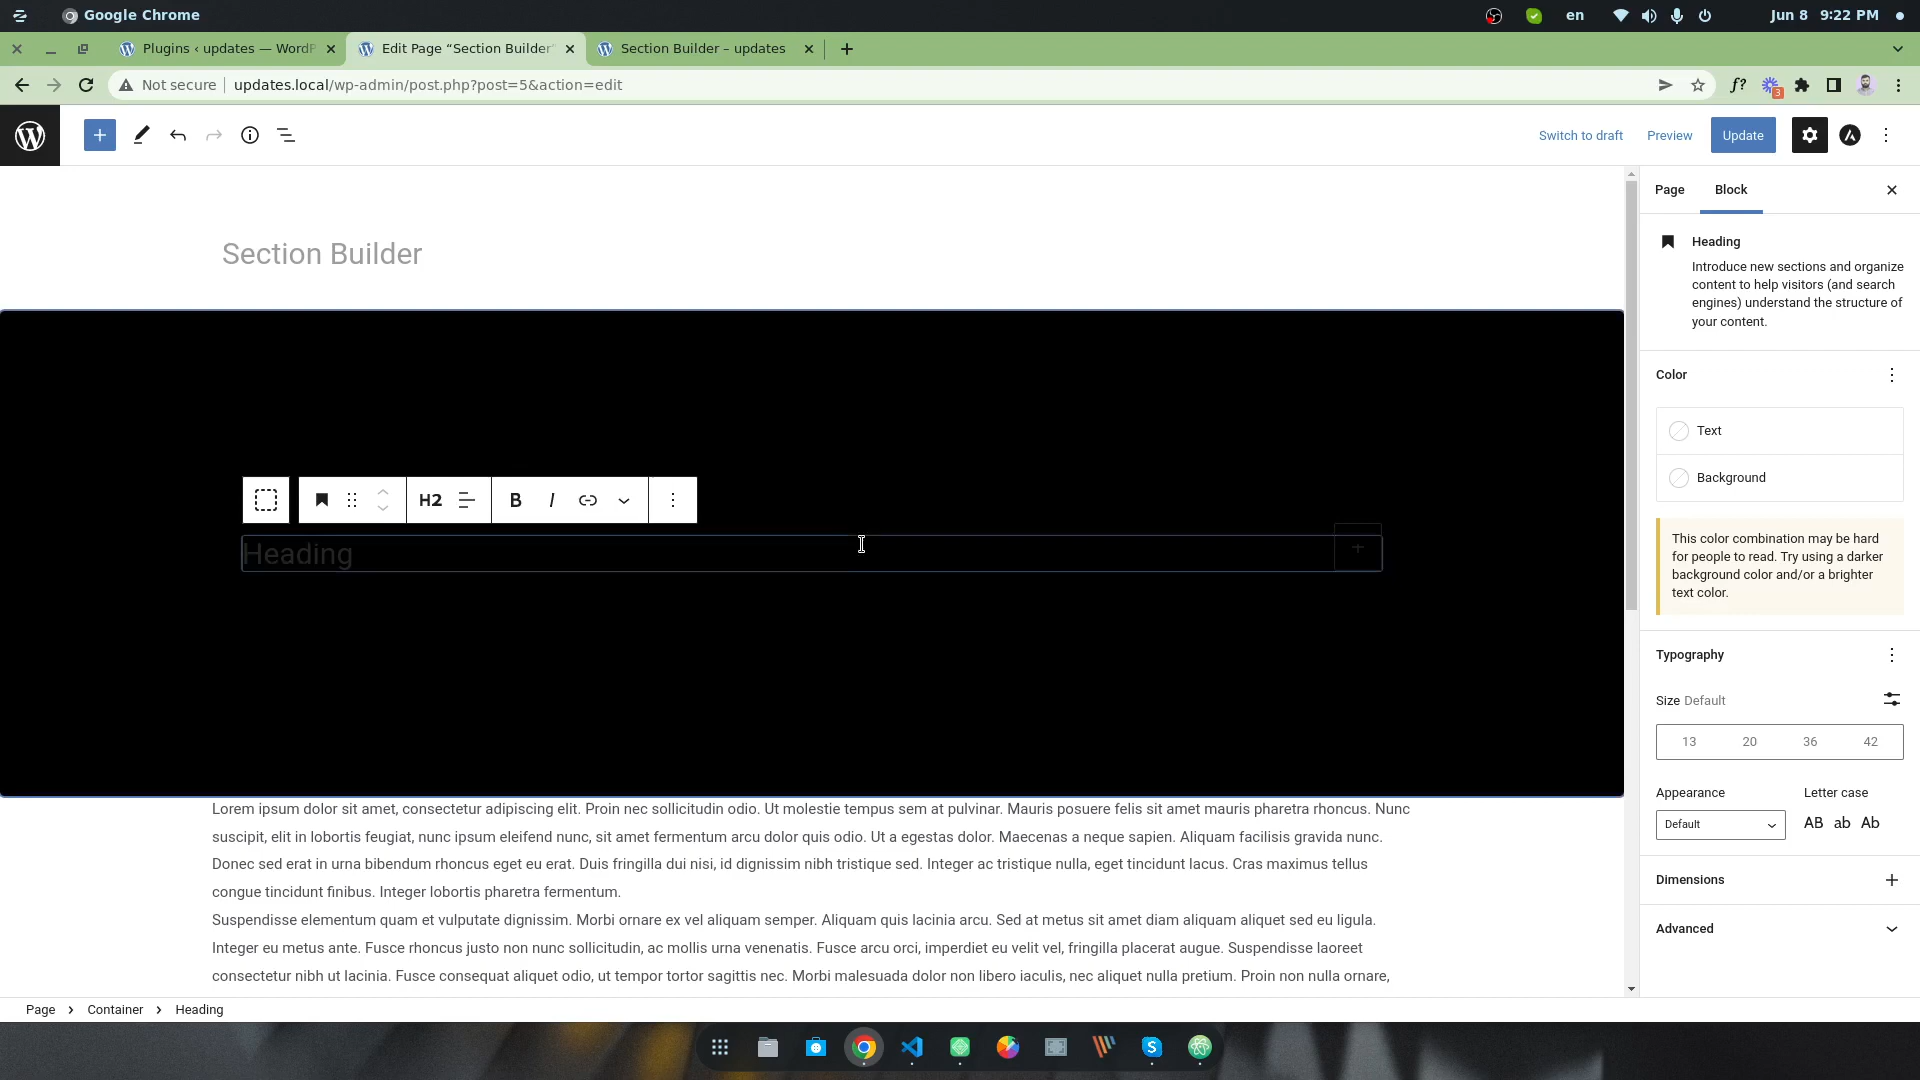 Google Chrome
en
Jun 8 9:22 PM
Plugins ‹ updates — WordP
Edit Page “Section Builder”
Section Builder – updates
Not secure
updates.local/wp-admin/post.php?post=5&action=edit
f?
3
Switch to draft
Preview
Update
Page
Block
Section Builder
Heading
Introduce new sections and organize
content to help visitors (and search
engines) understand the structure of
your content.
Color
Text
Background
H2
B
I
Heading
This color combination may be hard
for people to read. Try using a darker
background color and/or a brighter
text color.
Typography
Size Default
13 20 36 42
Appearance
Letter case
Default
AB ab Ab
Dimensions
Advanced
Lorem ipsum dolor sit amet, consectetur adipiscing elit. Proin nec sollicitudin odio. Ut molestie tempus sem at pulvinar. Mauris posuere felis sit amet mauris pharetra rhoncus. Nunc
suscipit, elit in lobortis feugiat, nunc ipsum eleifend nunc, sit amet fermentum arcu dolor quis odio. Ut a egestas dolor. Maecenas a neque sapien. Aliquam facilisis gravida nunc.
Donec sed erat in urna bibendum rhoncus eget eu erat. Duis fringilla dui nisi, id dignissim nibh tristique sed. Integer ac tristique nulla, eget tincidunt lacus. Cras maximus tellus
congue tincidunt finibus. Integer lobortis pharetra fermentum.
Suspendisse elementum quam et vulputate dignissim. Morbi ornare ex vel aliquam semper. Aliquam quis lacinia arcu. Sed at metus sit amet diam aliquam aliquet sed eu ligula.
Integer eu metus ante. Fusce rhoncus justo non nunc sollicitudin, ac mollis urna venenatis. Fusce arcu orci, imperdiet eu velit vel, fringilla placerat augue. Suspendisse laoreet
consectetur nibh ut lacinia. Fusce consequat aliquet odio, ut tempor tortor sagittis nec. Morbi malesuada dolor non libero iaculis, nec aliquet nulla pretium. Proin non nulla ornare,
Page
Container
Heading